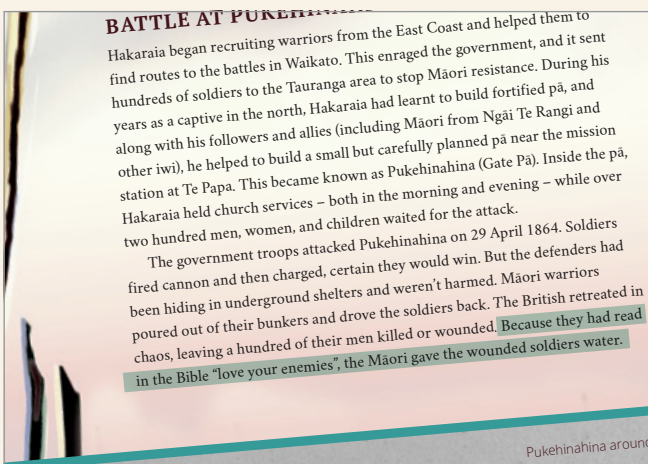 BATTLE AT PUKEHINAHINA
Hakaraia began recruiting warriors from the East Coast and helped them to
find routes to the battles in Waikato. This enraged the government, and it sent
hundreds of soldiers to the Tauranga area to stop Māori resistance. During his
years as a captive in the north, Hakaraia had learnt to build fortified pā, and
along with his followers and allies (including Māori from Ngāi Te Rangi and
other iwi), he helped to build a small but carefully planned pā near the mission
station at Te Papa. This became known as Pukehinahina (Gate Pā). Inside the pā,
Hakaraia held church services – both in the morning and evening – while over
two hundred men, women, and children waited for the attack.
The government troops attacked Pukehinahina on 29 April 1864. Soldiers
fired cannon and then charged, certain they would win. But the defenders had
been hiding in underground shelters and weren't harmed. Māori warriors
poured out of their bunkers and drove the soldiers back. The British retreated in
chaos, leaving a hundred of their men killed or wounded. Because they had read
in the Bible “love your enemies”, the Māori gave the wounded soldiers water.
Pukehinahina around